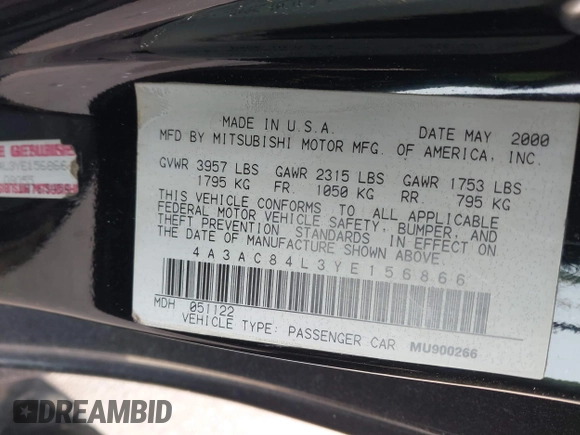 MADE IN U.S.A. DATE MAY 2000
MFD BY MITSUBISHI MOTOR MFG. OF AMERICA, INC.
GVWR 3957 LBS GAWR 2315 LBS GAWR 1753 LBS
1795 KG FR. 1050 KG RR. 795 KG
THIS VEHICLE CONFORMS TO ALL APPLICABLE
FEDERAL MOTOR VEHICLE SAFETY, BUMPER, AND
THEFT PREVENTION STANDARDS IN EFFECT ON
THE DATE OF MANUFACTURE SHOWN ABOVE.
4A3AC84L3YE156866
MDH 051122
VEHICLE TYPE: PASSENGER CAR MU900266
DREAMBID